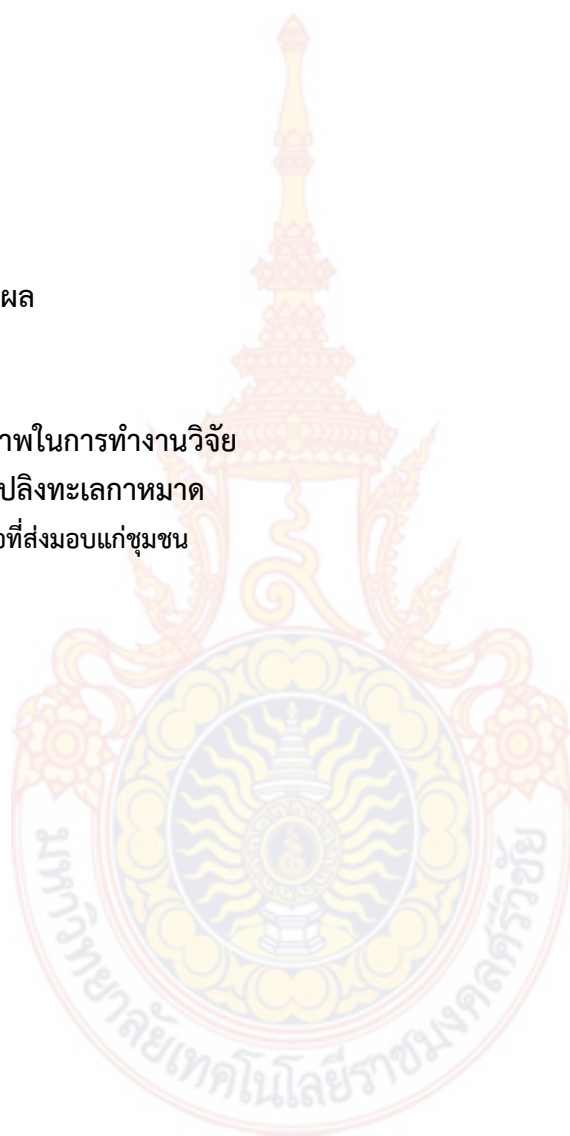 ผล
าพในการทำงานวิจัย
ปลิงทะเลกาหมาด
ที่ส่งมอบแก่ชุมชน
มหาวิทยาลัยเทคโนโลยีราชมงคลศรีวิชัย